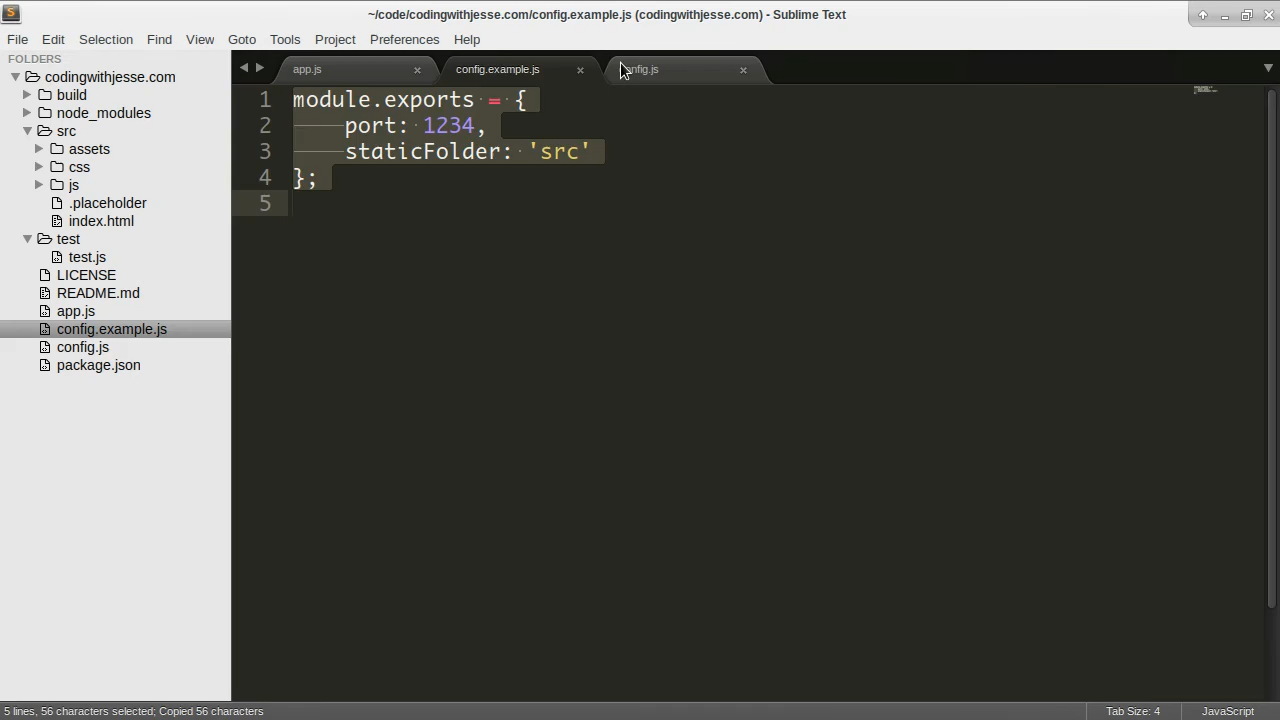 ~/code/codingwithjesse.com/config.example.js (codingwithjesse.com) - Sublime Text
File Edit Selection Find View Goto Tools Project Preferences Help
FOLDERS
codingwithjesse.com
build
node_modules
src
assets
css
js
.placeholder
index.html
test
test.js
LICENSE
README.md
app.js
config.example.js
config.js
package.json
app.js config.example.js
1 module.exports = {
2 port: 1234,
3 staticFolder: 'src'
4 };
5
5 lines, 56 characters selected; Copied 56 characters Tab Size: 4 JavaScript